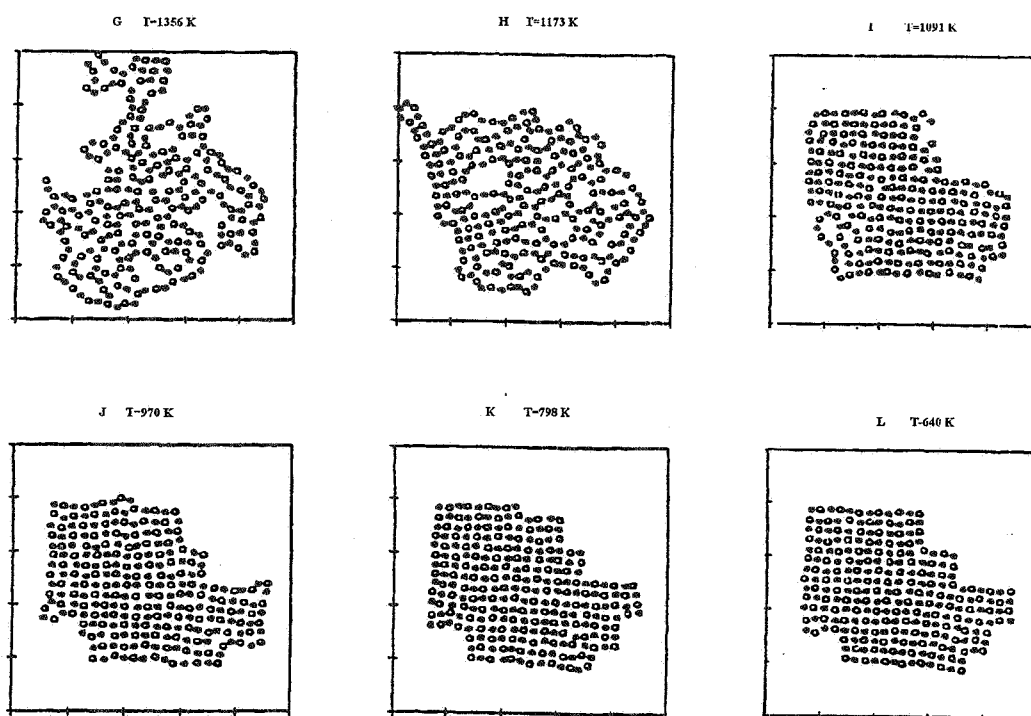 G T=1356 K
H T=1173 K
I T=1091 K
J T=970 K
K T=798 K
L T-640 K